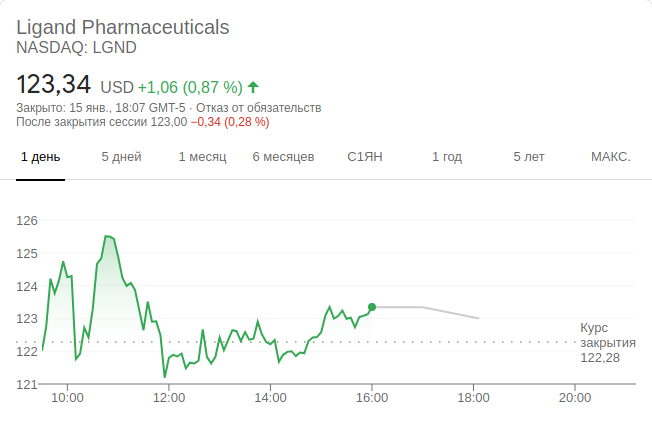 Ligand Pharmaceuticals
NASDAQ: LGND
123,34 USD +1,06 (0,87 %)
Закрыто: 15 янв., 18:07 GMT-5 · Отказ от обязательств
После закрытия сессии 123,00 −0,34 (0,28 %)
1 день 5 дней 1 месяц 6 месяцев С1ЯН 1 год 5 лет МАКС.
126
125
124
123
122
121
Курс
закрытия
122,28
10:00 12:00 14:00 16:00 18:00 20:00